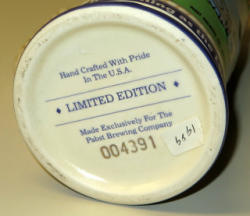 Hand Crafted With Pride
In The U.S.A.
LIMITED EDITION
Made Exclusively For The
Pabst Brewing Company
004391